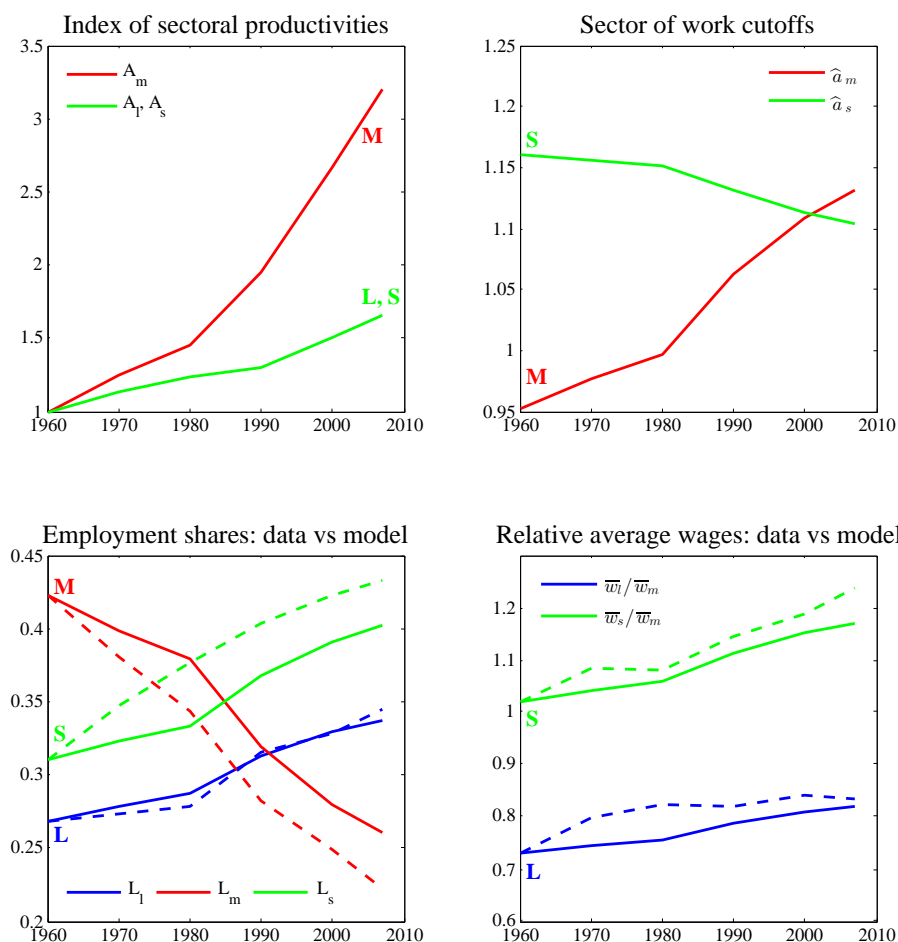 Index of sectoral productivities
3.5
3
2.5
2
1.5
1
A_m
A_l, A_s
M
L, S
1960 1970 1980 1990 2000 2010
Sector of work cutoffs
1.25
1.2
1.15
1.1
1.05
1
0.95
â_m
â_s
S
M
1960 1970 1980 1990 2000 2010
Employment shares: data vs model
0.45
0.4
0.35
0.3
0.25
0.2
M
S
L
L_l L_m L_s
1960 1970 1980 1990 2000 2010
Relative average wages: data vs model
1.2
1.1
1
0.9
0.8
0.7
0.6
w̅_l/w̅_m
w̅_s/w̅_m
S
L
1960 1970 1980 1990 2000 2010